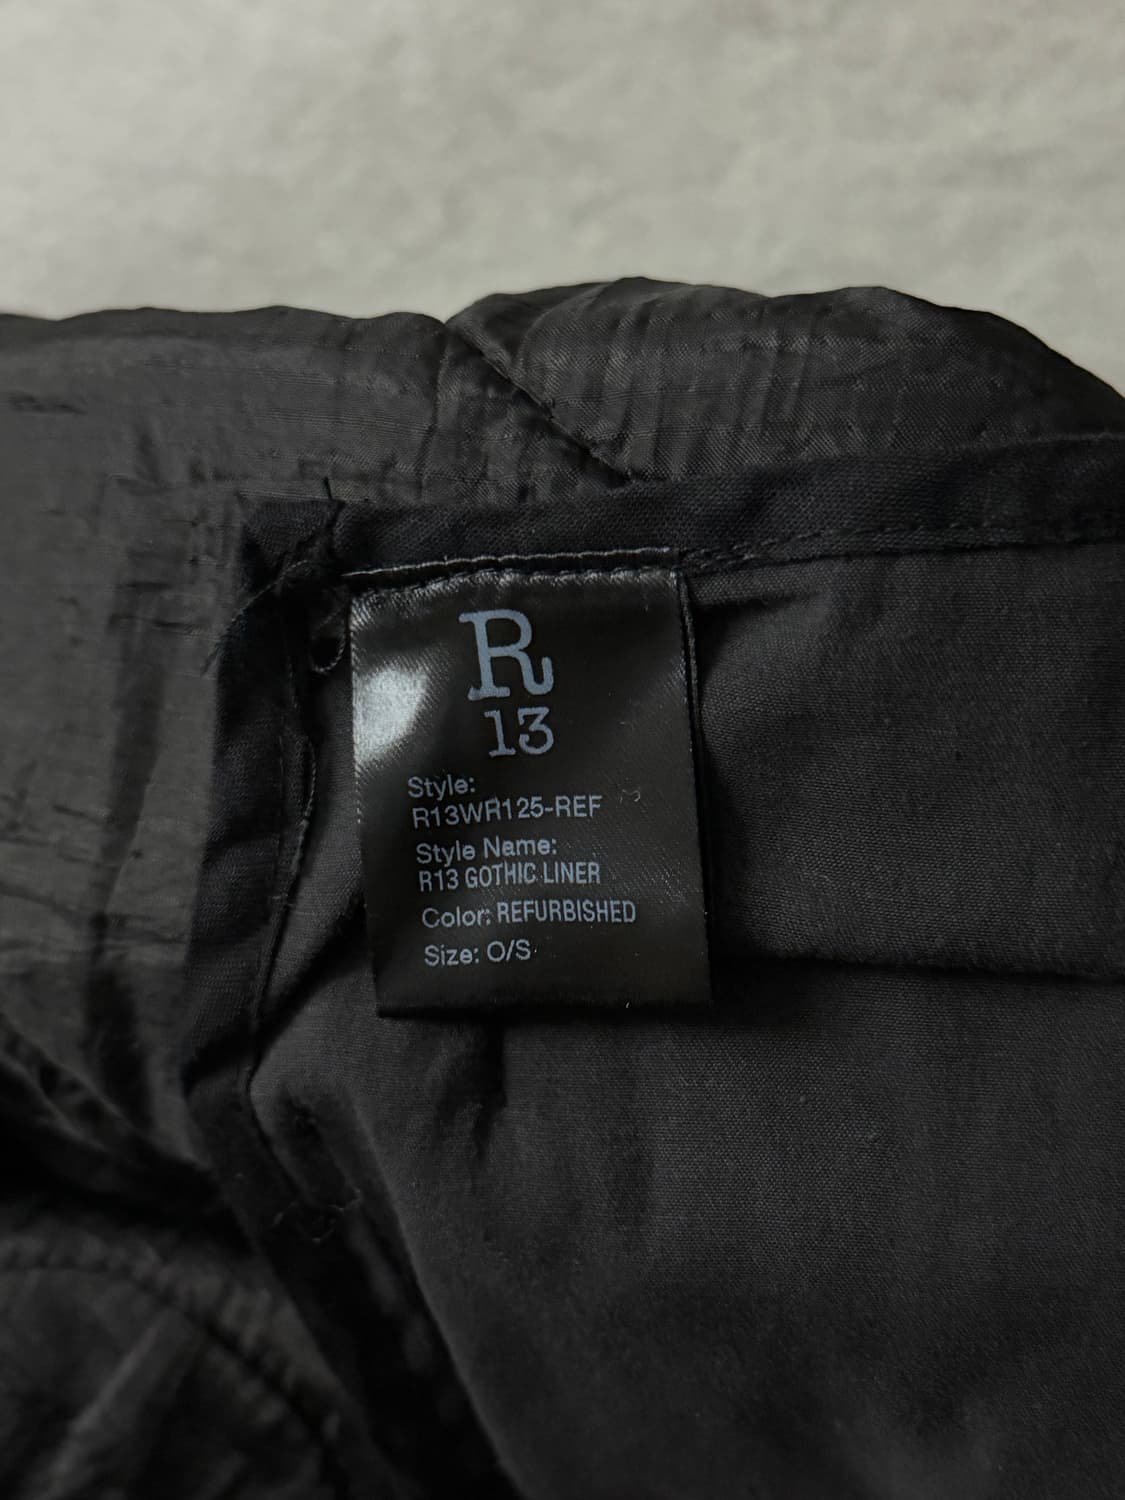 R
13
Style:
R13WR125-REF
Style Name:
R13 GOTHIC LINER
Color: REFURBISHED
Size: O/S